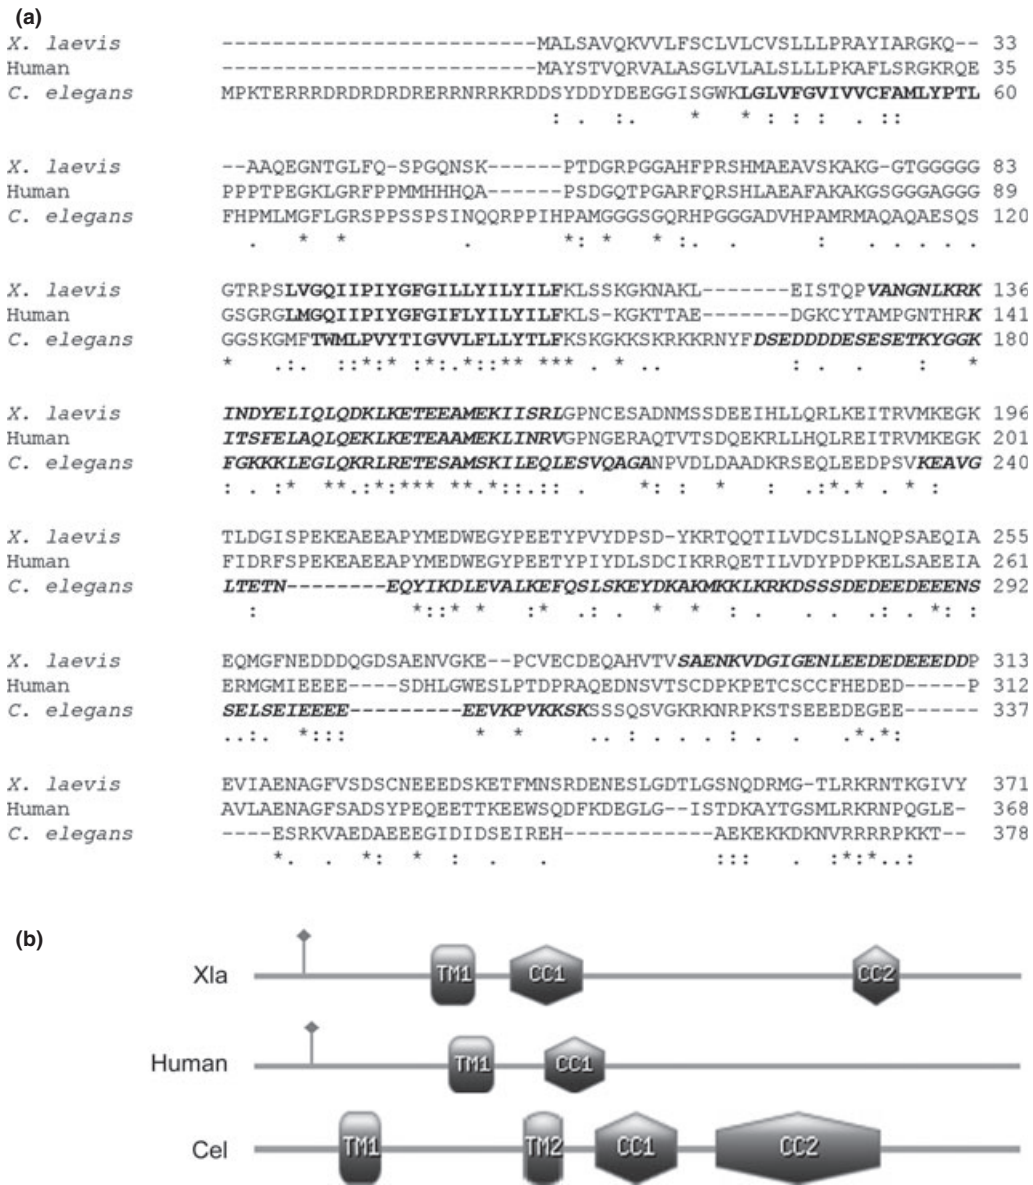 (a)
X. laevis -------------------------MALSAVQKVVLFSCLVLCVSLLLPRAYIARGKQ-- 33
Human -------------------------MAYSTVQRVALASGLVLALSLLLPKAFLSRGKRQE 35
C. elegans MPKTERRRDRDRDRDRERRNRRKRDDSYDDYDEEGGISGWKLGLVFGVIVVCFAMLYPTL 60
: . :. * * : : : . ::
X. laevis --AAQEGNTGLFQ-SPGQNSK------PTDGRPGGAHFPRSHMAEAVSKAKG-GTGGGGG 83
Human PPPTPEGKLGRFPPMMHHHQA------PSDGQTPGARFQRSHLAEAFAKAKGSGGGAGGG 89
C. elegans FHPMLMGFLGRSPPSSPSINQQRPPIHPAMGGGSGQRHPGGGADVHPAMRMAQAQAESQS 120
. * * . *: * * :. . : . . . . .
X. laevis GTRPSLVGQIIPIYGFGILLYILYILFKLSSKGKNAKL-------EISTQPVANGNLKRK 136
Human GSGRGLMGQIIPIYGFGIFLYILYILFKLS-KGKTTAE-------DGKCYTAMPGNTHRK 141
C. elegans GGSKGMFTWMLPVYTIGVVLFLLYTLFKSKGKKSKRKKRNYFDSEDDDDESESETKYGGK 180
* .:. ::*:* :*:.*::** *** . * .. : . . *
X. laevis INDYELIQLQDKLKETEEAMEKIISRLGPNCESADNMSSDEEIHLLQRLKEITRVMKEGK 196
Human ITSFELAQLQEKLKETEAAMEKLINRVGPNGERAQTVTSDQEKRLLHQLREITRVMKEGK 201
C. elegans FGKKKLEGLQKRLRETESAMSKILEQLESVQAGANPVDLDAADKRSEQLEEDPSVKEAVG 240
: . :* **.:*:*** **.*::.:: . *: : * : .:*.* . * :
X. laevis TLDGISPEKEAEEAPYMEDWEGYPEETYPVYDPSD-YKRTQQTILVDCSLLNQPSAEQIA 255
Human FIDRFSPEKEAEEAPYMEDWEGYPEETYPIYDLSDCIKRRQETILVDYPDPKELSAEEIA 261
C. elegans LTETN--------EQYIKDLEVALKEFQSLSKEYDKAKMKKLKRKDSSSDEDEEDEEENS 292
: *::* * :* .: . * * : . . . .: . *: :
X. laevis EQMGFNEDDDQGDSAENVGKE--PCVECDEQAHVTVSAENKVDGIGENLEEDEDEEEDDP 313
Human ERMGMIEEEE----SDHLGWESLPTDPRAQEDNSVTSCDPKPETCSCCFHEDED-----P 312
C. elegans SELSEIEEEE---------EEVKPVKKSKSSSQSVGKRKNRPKSTSEEEDEGEE------ 337
..:. *::: * * .. : . . . . .*.*:
X. laevis EVIAENAGFVSDSCNEEEDSKETFMNSRDENESLGDTLGSNQDRMG-TLRKRNTKGIVY 371
Human AVLAENAGFSADSYPEQEETTKEEWSQDFKDEGLG--ISTDKAYTGSMLRKRNPQGLE- 368
C. elegans ----ESRKVAEDAEEEGIDIDSEIREH------------AEKEKKDKNVRRRRPKKT-- 378
*. . *: * : . . ::: . :*:*..:
(b)
Xla TM1 CC1 CC2
Human TM1 CC1
Cel TM1 TM2 CC1 CC2